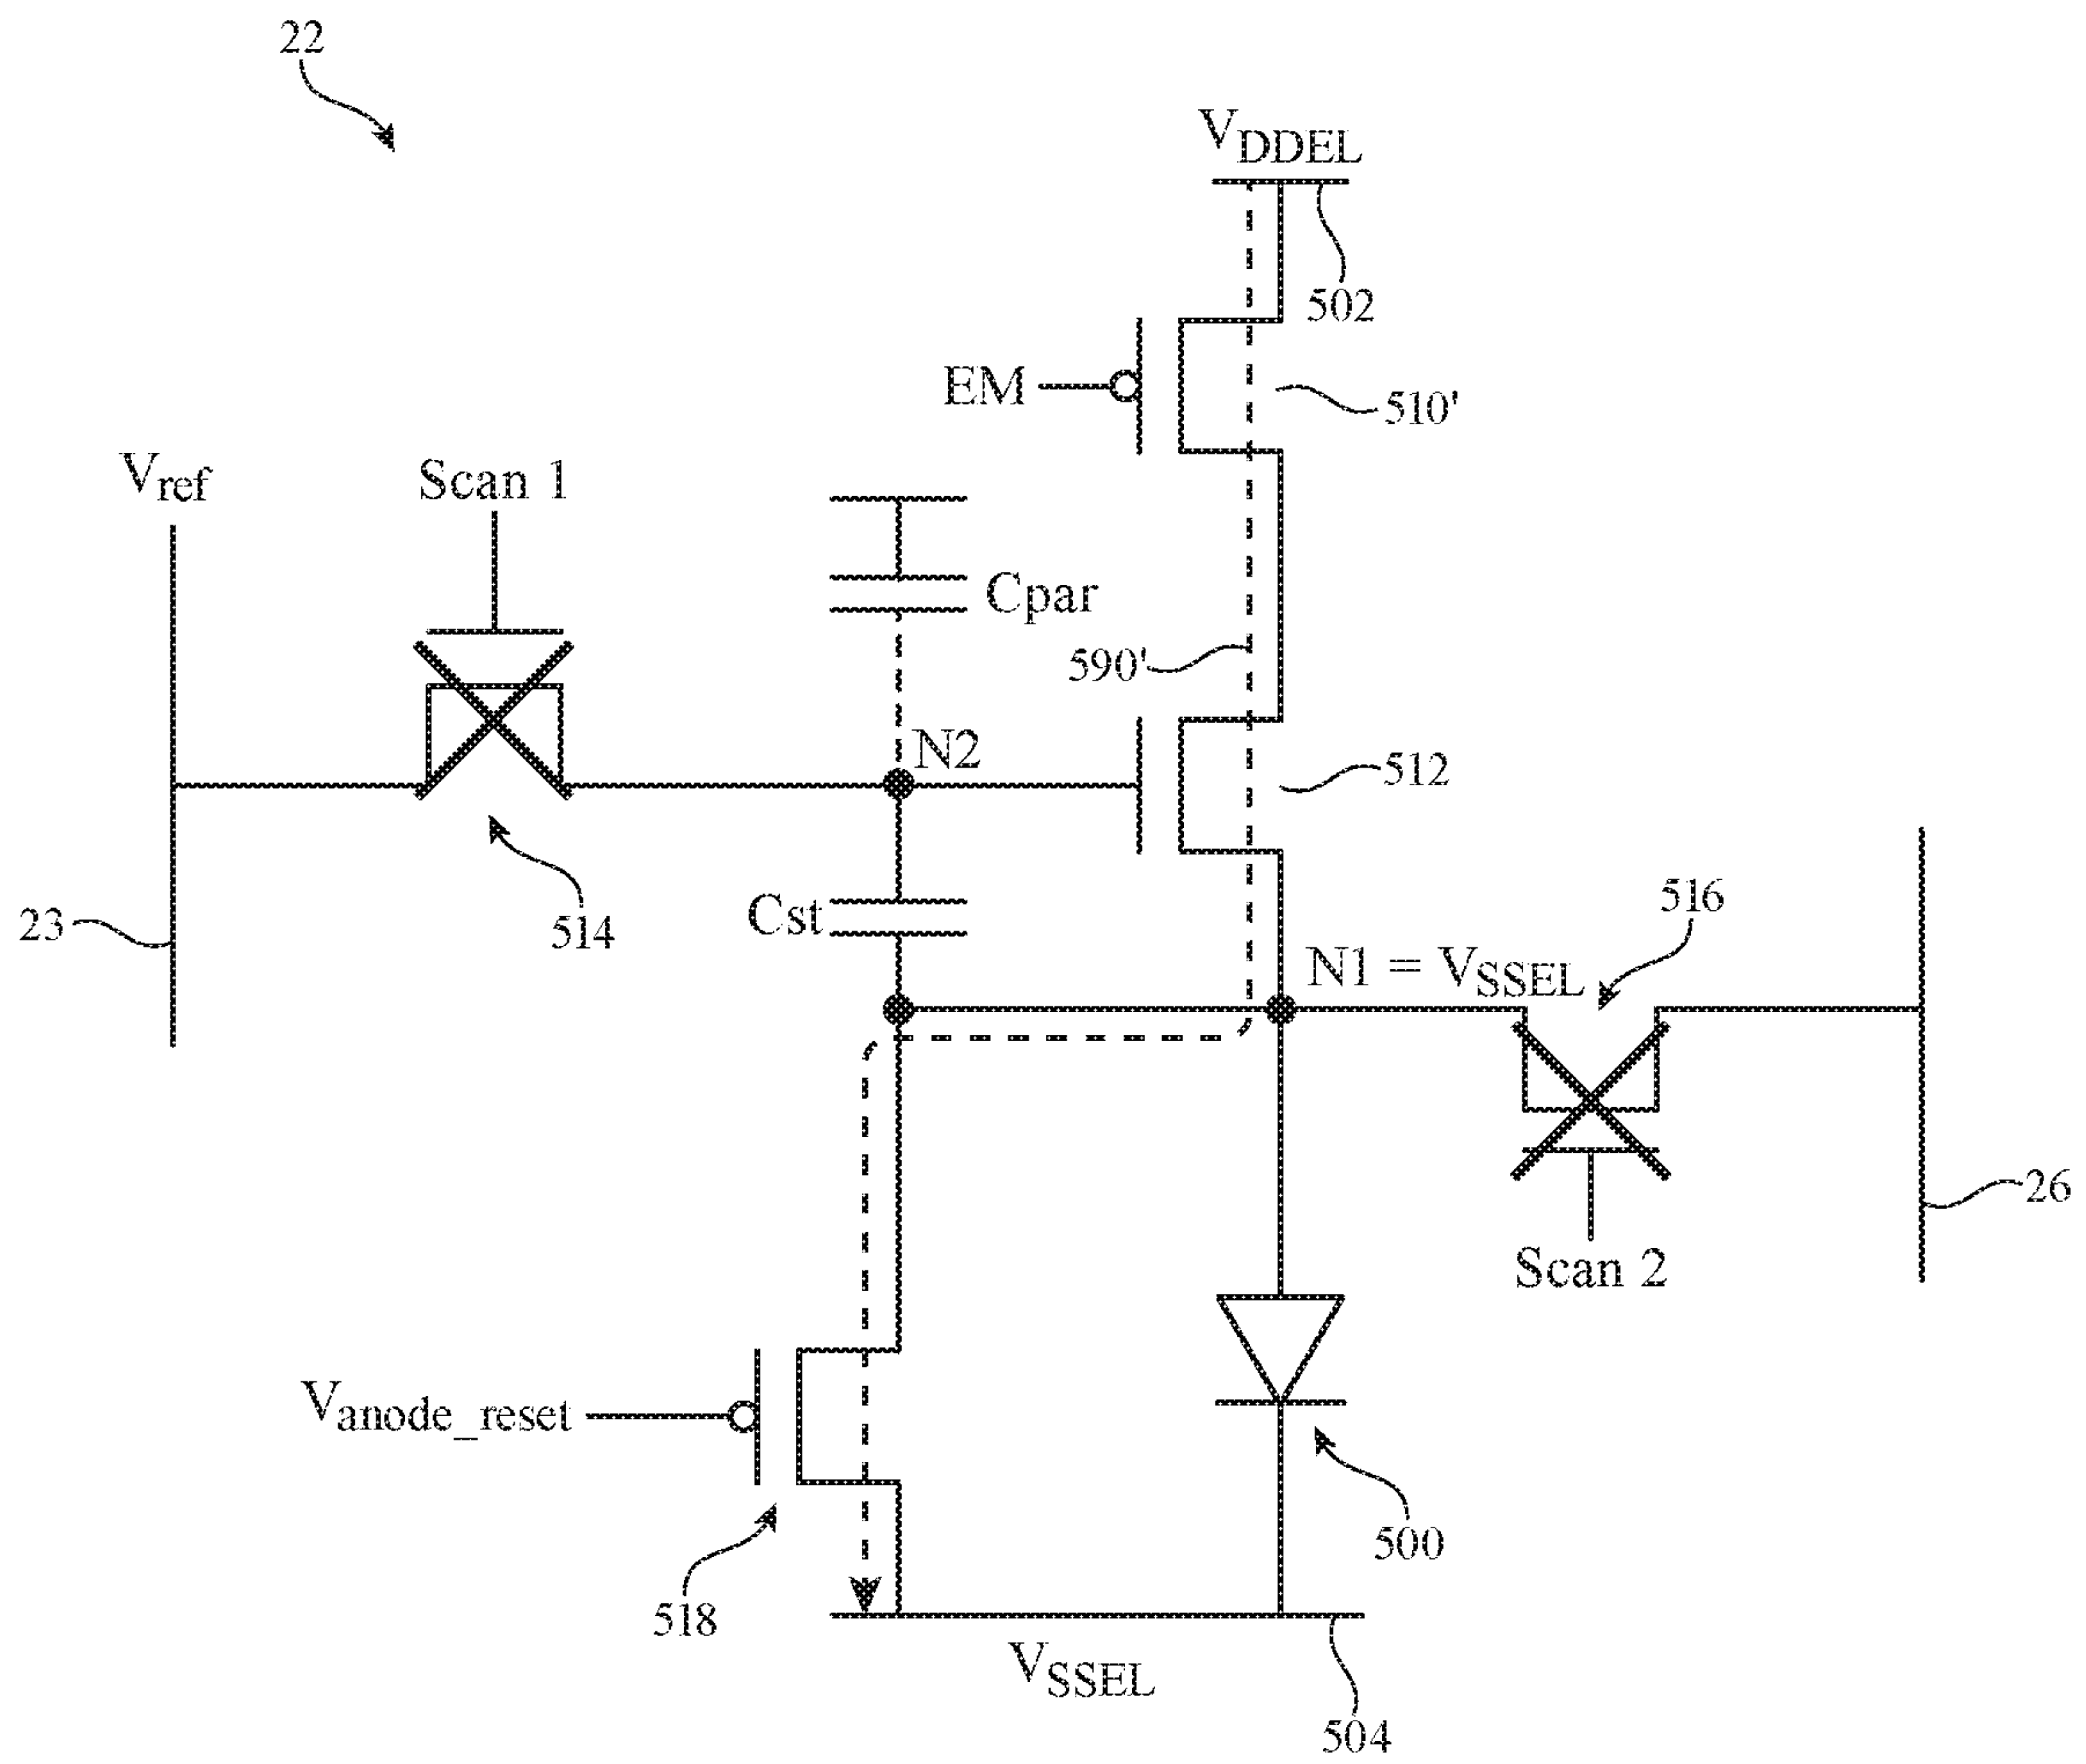 22
VDDEL
502
EM
510'
Vref
Scan 1
Cpar
590'
N2
512
516
23
514
Cst
N1 = VSSEL
26
Scan 2
Vanode_reset
500
518
VSSEL
504